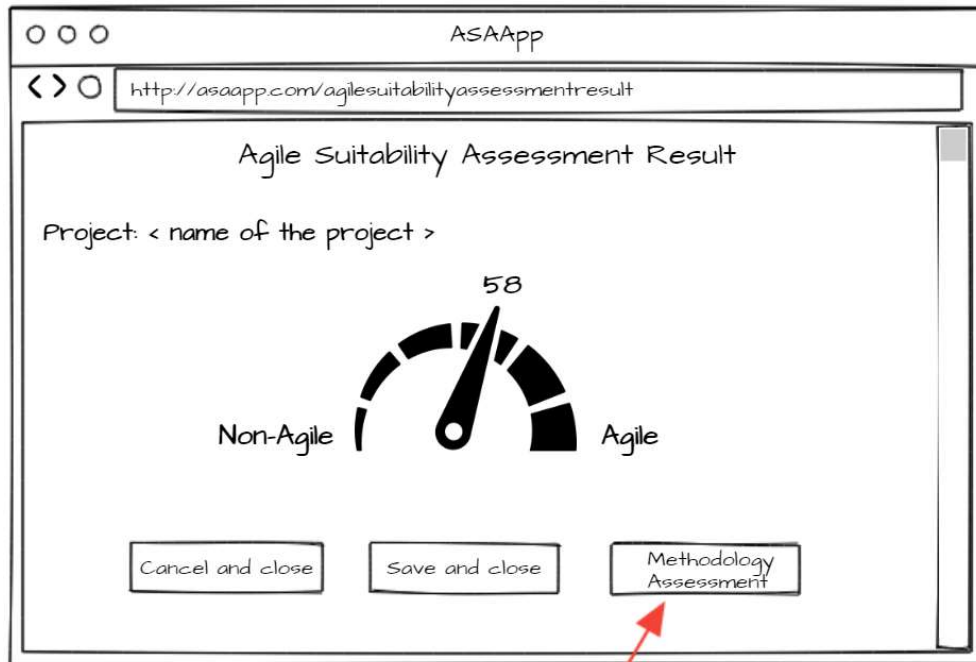 ASAApp
http://asaapp.com/agilesuitabilityassessmentresult
Agile Suitability Assessment Result
Project: < name of the project >
58
Non-Agile
Agile
Cancel and close
Save and close
Methodology
Assessment